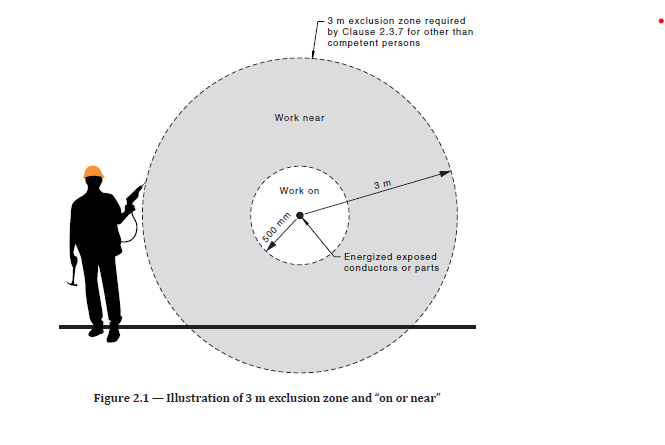 3 m exclusion zone required
by Clause 2.3.7 for other than
competent persons
Work near
Work on
3 m
500 mm
Energized exposed
conductors or parts
Figure 2.1 — Illustration of 3 m exclusion zone and “on or near”